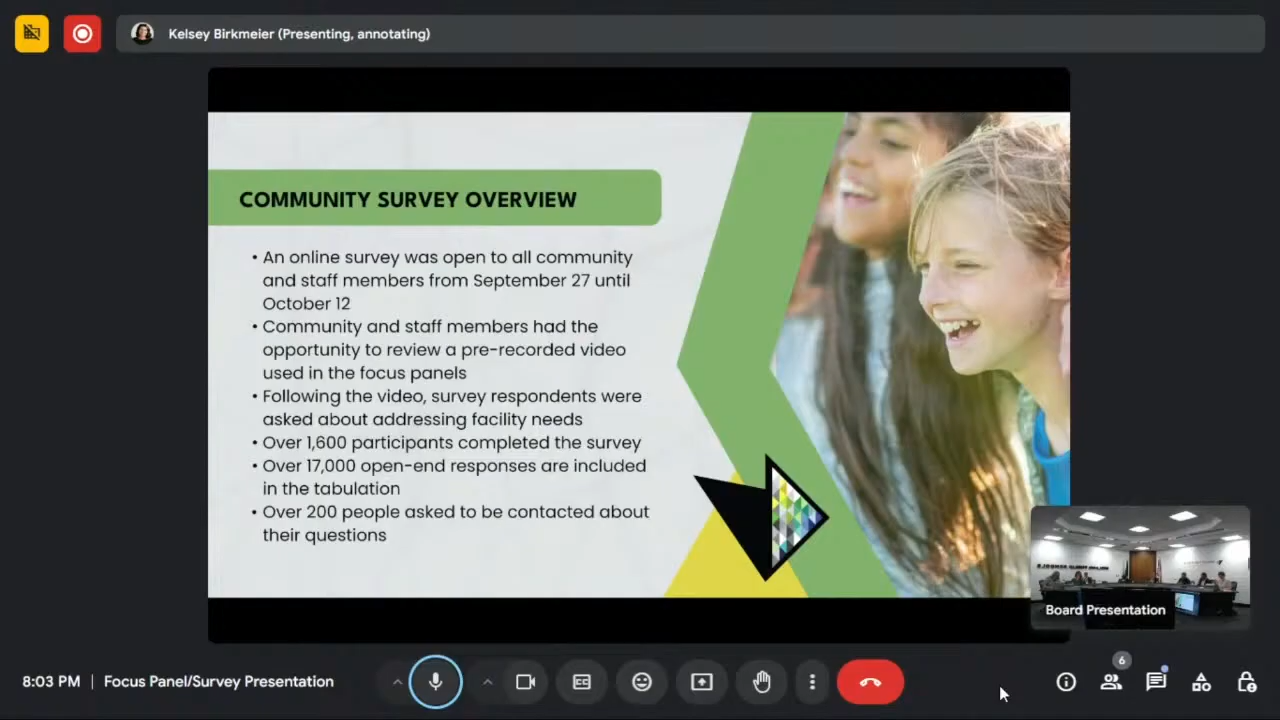 Kelsey Birkmeier (Presenting, annotating)
COMMUNITY SURVEY OVERVIEW
• An online survey was open to all community
and staff members from September 27 until
October 12
• Community and staff members had the
opportunity to review a pre-recorded video
used in the focus panels
• Following the video, survey respondents were
asked about addressing facility needs
• Over 1,600 participants completed the survey
• Over 17,000 open-end responses are included
in the tabulation
• Over 200 people asked to be contacted about
their questions
Board Presentation
6
8:03 PM | Focus Panel/Survey Presentation